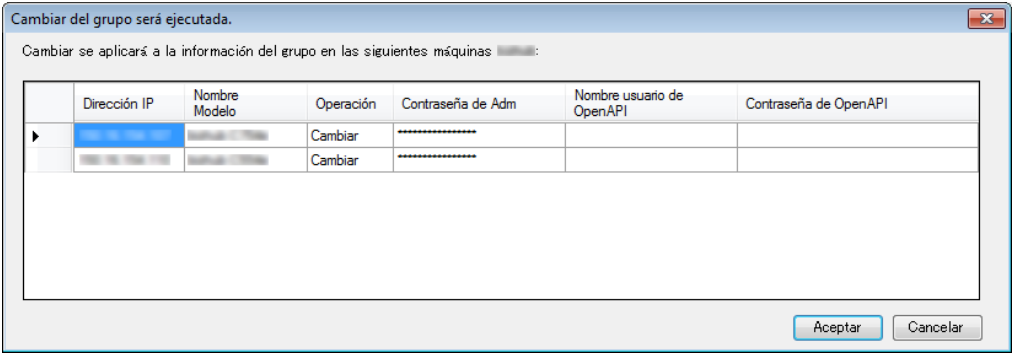 Cambiar del grupo será ejecutada.
Cambiar se aplicará a la información del grupo en las siguientes máquinas :
Dirección IP
Nombre
Modelo
Operación
Contraseña de Adm
Nombre usuario de
OpenAPI
Contraseña de OpenAPI
Cambiar
****************
Cambiar
****************
Aceptar
Cancelar